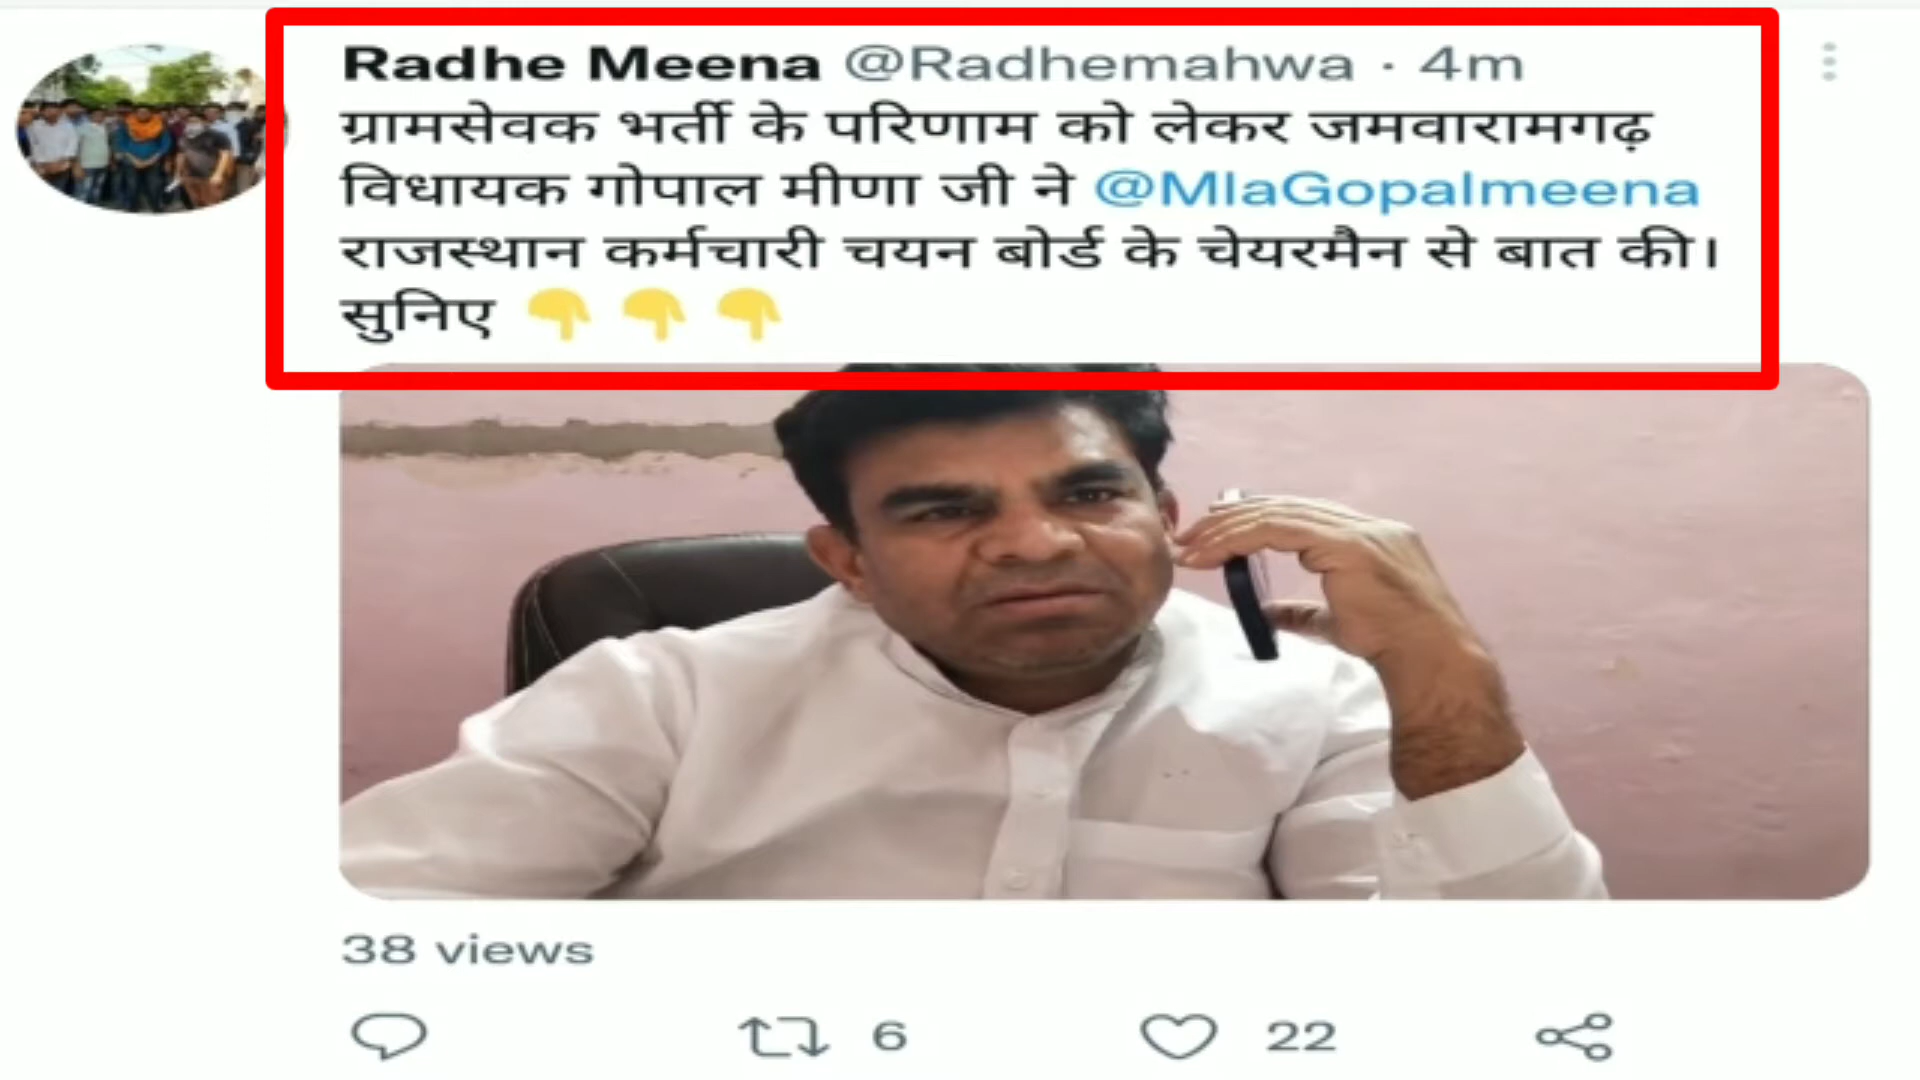 Radhe Meena @Radhemahwa · 4m
ग्रामसेवक भर्ती के परिणाम को लेकर जमवारामगढ़
विधायक गोपाल मीणा जी ने @MlaGopalmeena
राजस्थान कर्मचारी चयन बोर्ड के चेयरमैन से बात की।
सुनिए 👇 👇 👇
38 views
6 22